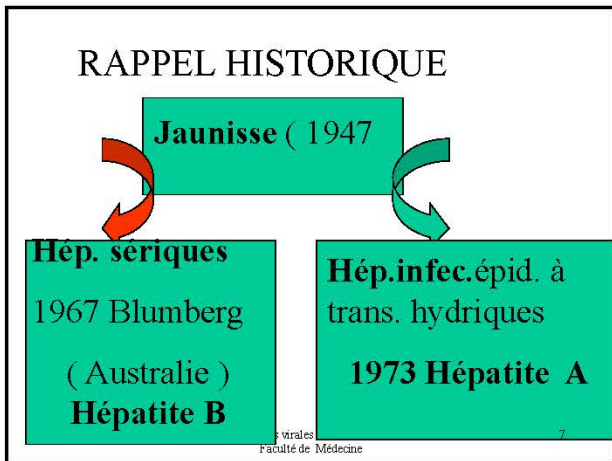 RAPPEL HISTORIQUE
Jaunisse ( 1947
Hép. sériques
1967 Blumberg
( Australie )
Hépatite B
Hép.infec.épid. à
trans. hydriques
1973 Hépatite A
s virales
Faculté de Médecine
7